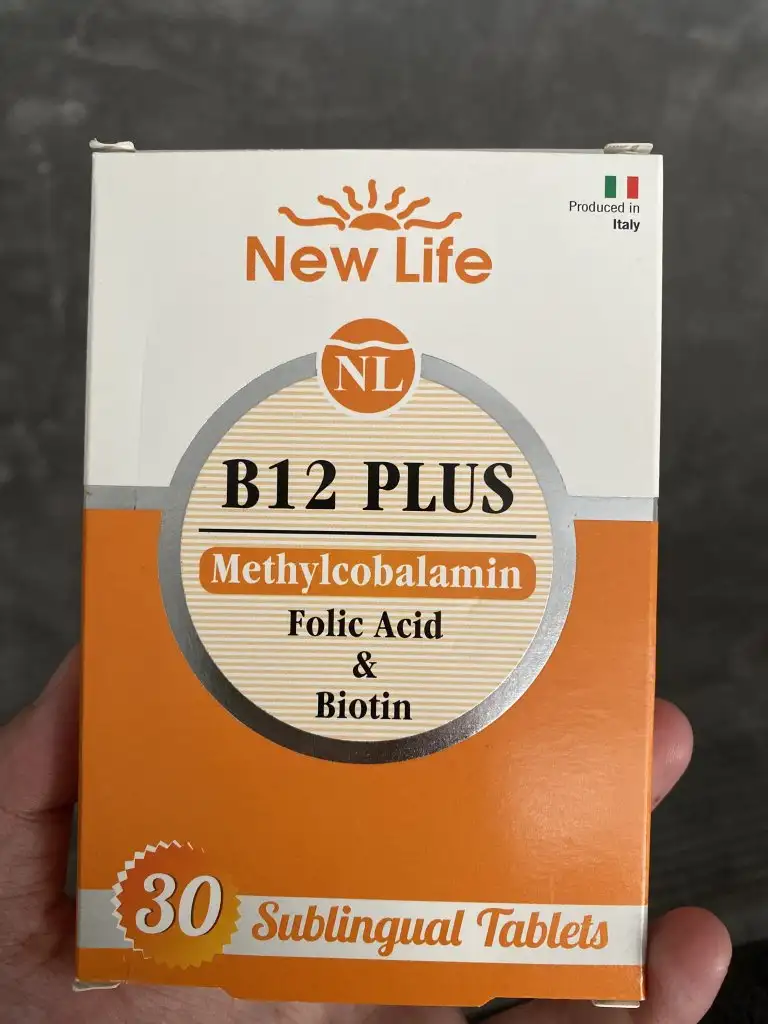 Produced in
Italy
New Life
NL
B12 PLUS
Methylcobalamin
Folic Acid
&
Biotin
30 Sublingual Tablets